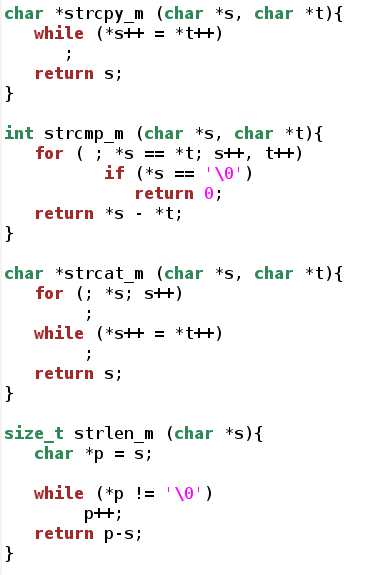 char *strcpy_m (char *s, char *t){
   while (*s++ = *t++)
      ;
   return s;
}

int strcmp_m (char *s, char *t){
   for ( ; *s == *t; s++, t++)
          if (*s == '\0')
             return 0;
   return *s - *t;
}

char *strcat_m (char *s, char *t){
   for (; *s; s++)
        ;
   while (*s++ = *t++)
        ;
   return s;
}

size_t strlen_m (char *s){
   char *p = s;

   while (*p != '\0')
        p++;
   return p-s;
}